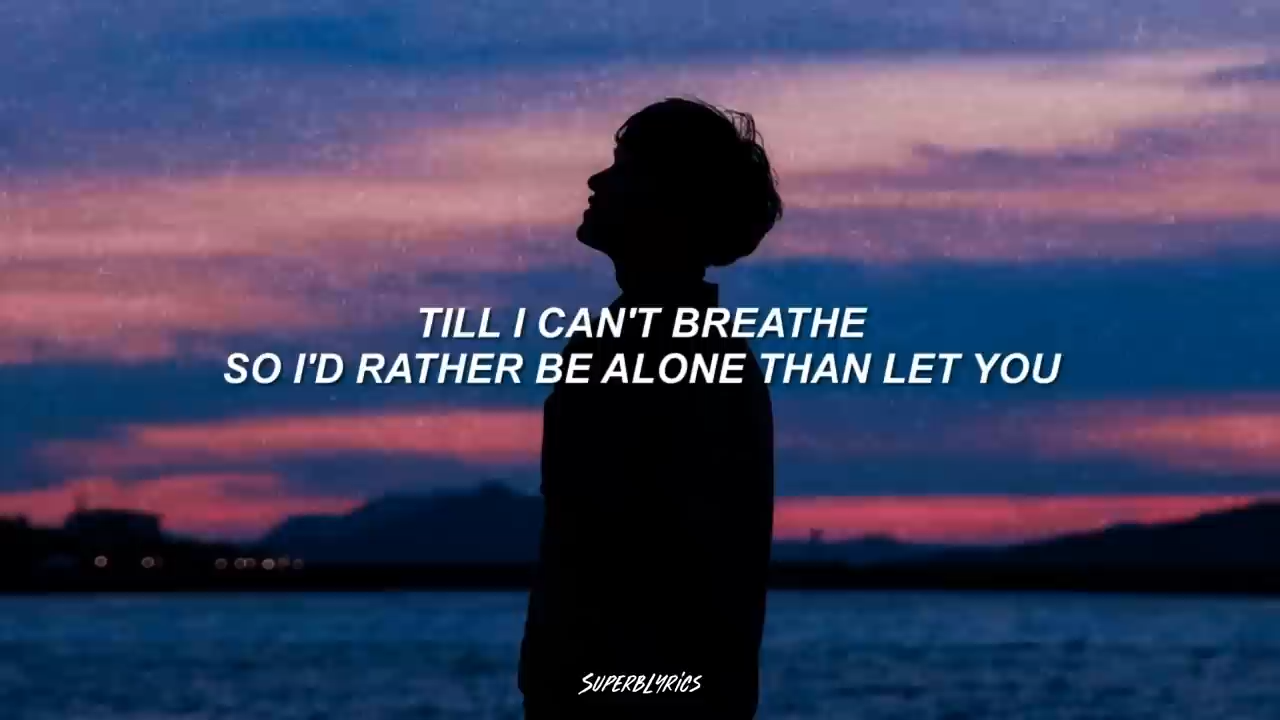 TILL I CAN'T BREATHE
SO I'D RATHER BE ALONE THAN LET YOU
SUPERBLYRICS